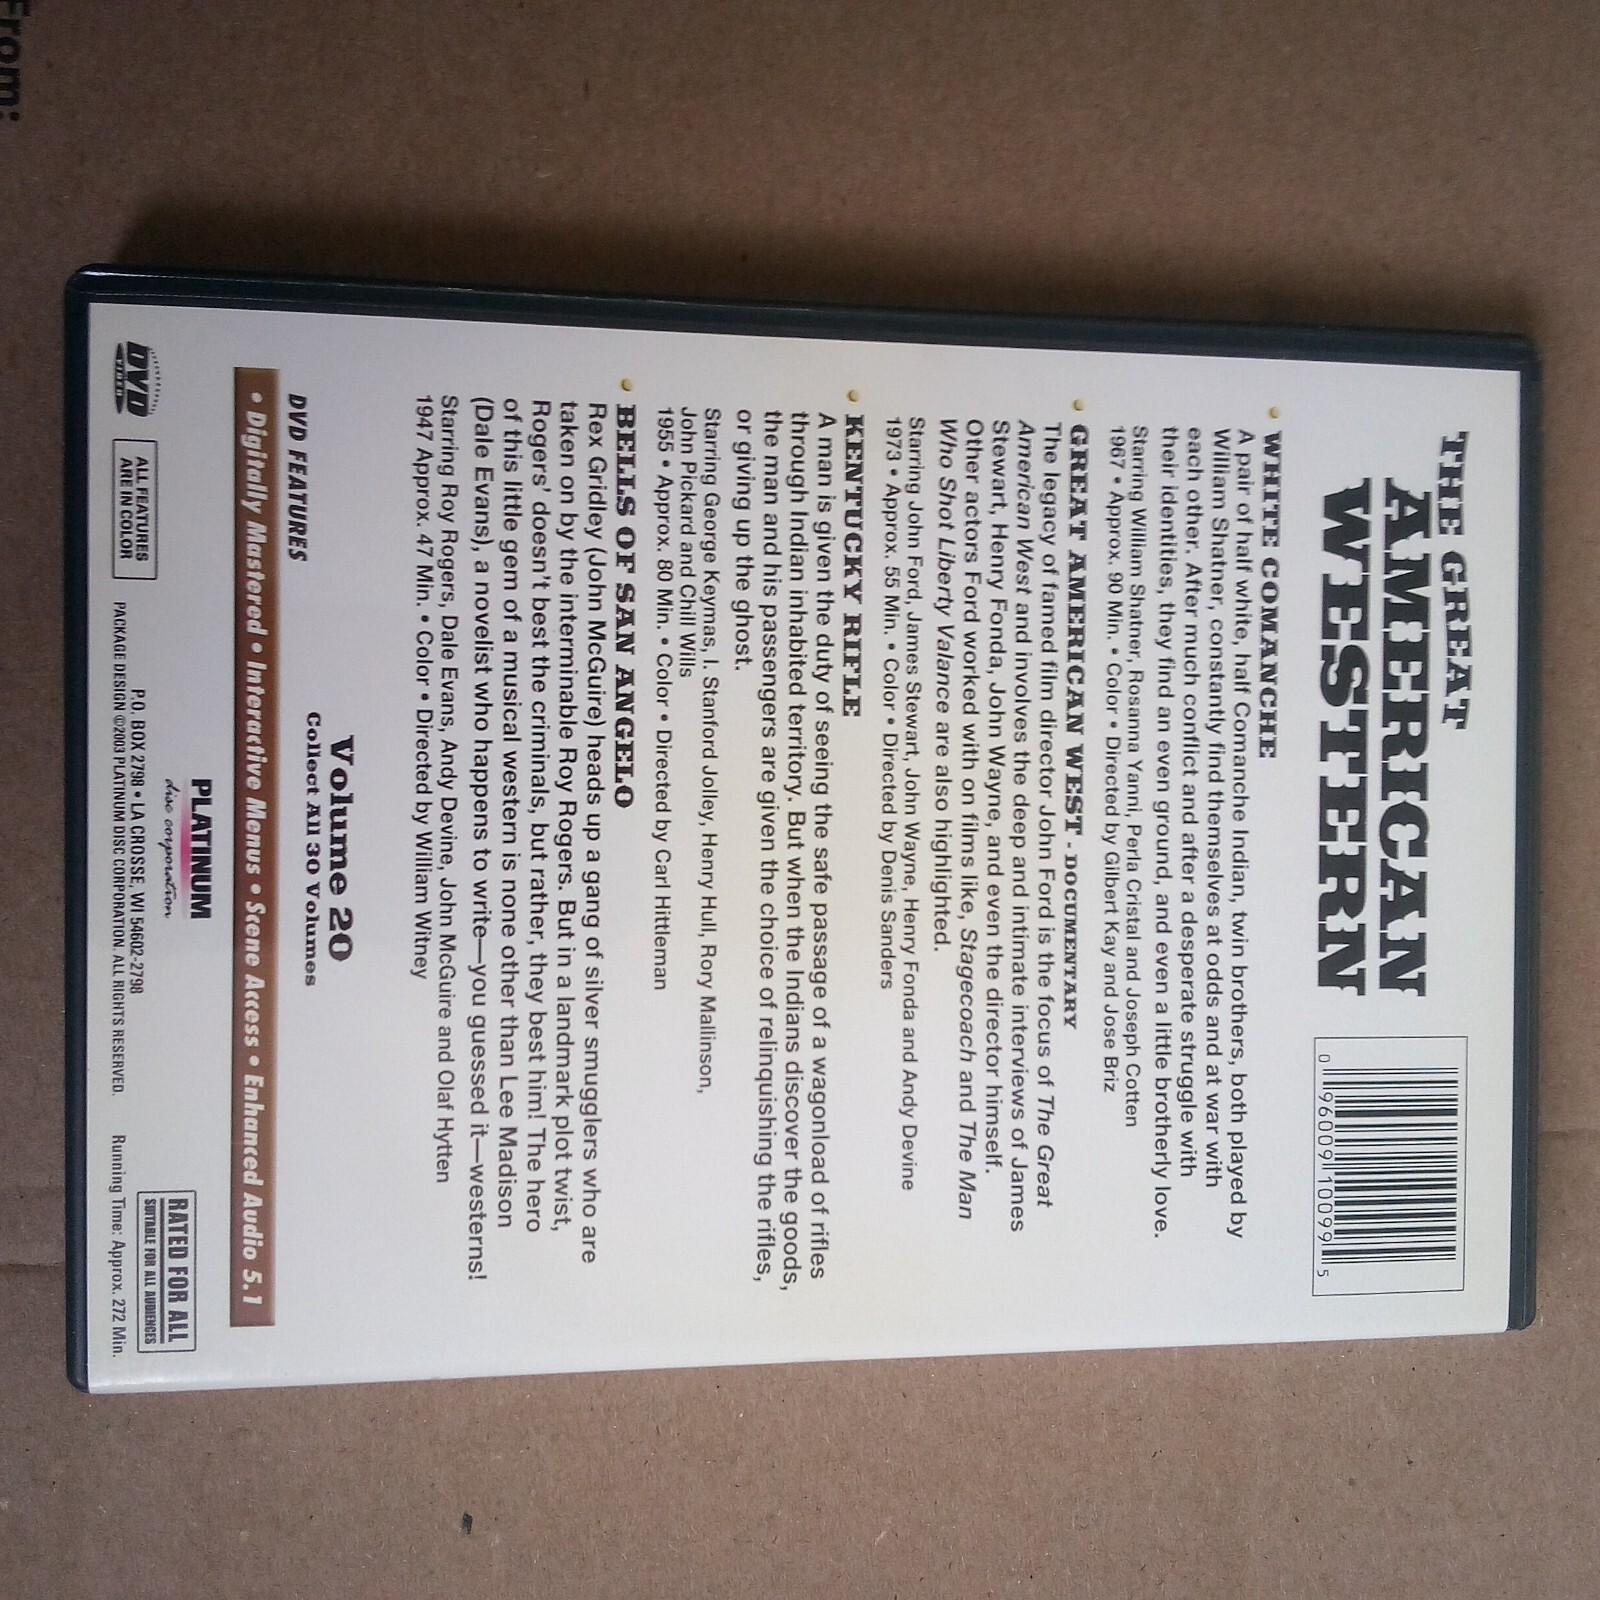 From:
THE GREAT
AMERICAN
WESTERN
0 96009 10099 5
• WHITE COMANCHE
A pair of half white, half Comanche Indian, twin brothers, both played by
William Shatner, constantly find themselves at odds and at war with
each other. After much conflict and after a desperate struggle with
their identities, they find an even ground, and even a little brotherly love.
Starring William Shatner, Rosanna Yanni, Perla Cristal and Joseph Cotten
1967 • Approx. 90 Min. • Color • Directed by Gilbert Kay and Jose Briz
• GREAT AMERICAN WEST - DOCUMENTARY
The legacy of famed film director John Ford is the focus of The Great
American West and involves the deep and intimate interviews of James
Stewart, Henry Fonda, John Wayne, and even the director himself.
Other actors Ford worked with on films like, Stagecoach and The Man
Who Shot Liberty Valance are also highlighted.
Starring John Ford, James Stewart, John Wayne, Henry Fonda and Andy Devine
1973 • Approx. 55 Min. • Color • Directed by Denis Sanders
• KENTUCKY RIFLE
A man is given the duty of seeing the safe passage of a wagonload of rifles
through Indian inhabited territory. But when the Indians discover the goods,
the man and his passengers are given the choice of relinquishing the rifles,
or giving up the ghost.
Starring George Keymas, I. Stanford Jolley, Henry Hull, Rory Mallinson,
John Pickard and Chill Wills
1955 • Approx. 80 Min. • Color • Directed by Carl Hittleman
• BELLS OF SAN ANGELO
Rex Gridley (John McGuire) heads up a gang of silver smugglers who are
taken on by the interminable Roy Rogers. But in a landmark plot twist,
Rogers' doesn't best the criminals, but rather, they best him! The hero
of this little gem of a musical western is none other than Lee Madison
(Dale Evans), a novelist who happens to write—you guessed it—westerns!
Starring Roy Rogers, Dale Evans, Andy Devine, John McGuire and Olaf Hytten
1947 Approx. 47 Min. • Color • Directed by William Witney
Volume 20
Collect All 30 Volumes
DVD FEATURES
• Digitally Mastered • Interactive Menus • Scene Access • Enhanced Audio 5.1
DVD
VIDEO
ALL FEATURES
ARE IN COLOR
PLATINUM
disc corporation
P.O. BOX 2798 • LA CROSSE, WI 54602-2798
PACKAGE DESIGN ©2003 PLATINUM DISC CORPORATION. ALL RIGHTS RESERVED.
RATED FOR ALL
SUITABLE FOR ALL AUDIENCES
Running Time: Approx. 272 Min.